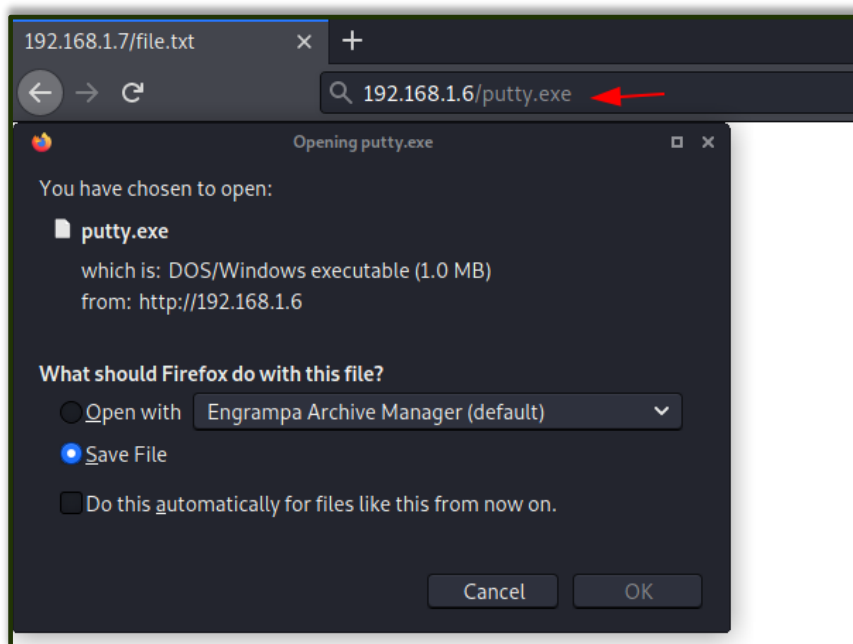 192.168.1.7/file.txt
192.168.1.6/putty.exe
Opening putty.exe
You have chosen to open:
putty.exe
which is: DOS/Windows executable (1.0 MB)
from: http://192.168.1.6
What should Firefox do with this file?
Open with Engrampa Archive Manager (default)
Save File
Do this automatically for files like this from now on.
Cancel OK